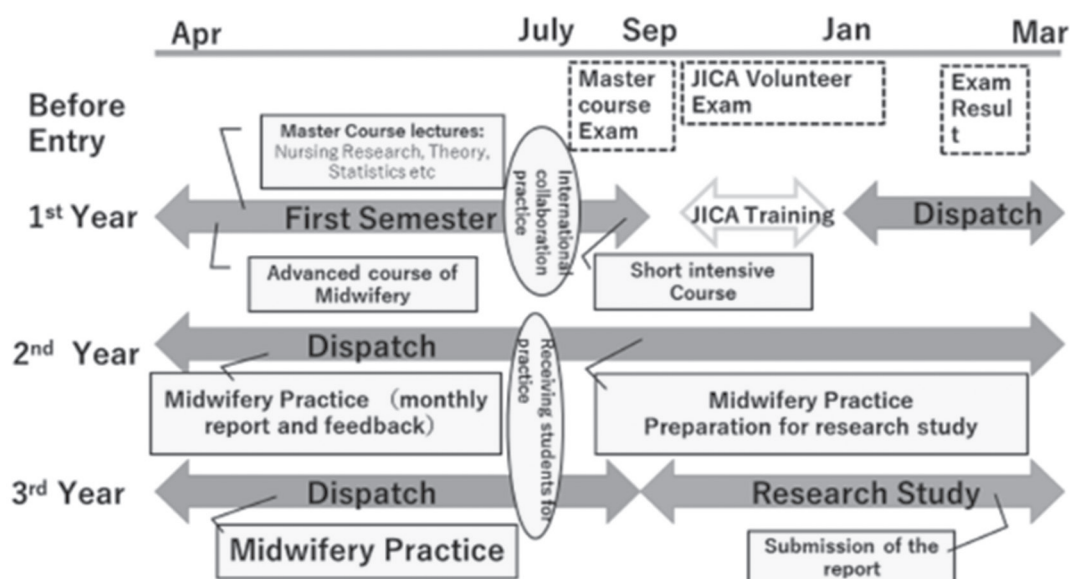 Apr July Sep Jan Mar
Before
Entry
Master
course
Exam
JICA Volunteer
Exam
Exam
Resul
t
Master Course lectures:
Nursing Research, Theory,
Statistics etc
International
collaboration
practice
1st Year
First Semester
JICA Training
Dispatch
Advanced course of
Midwifery
Short intensive
Course
2nd Year
Dispatch
Receiving students for
practice
Midwifery Practice （monthly
report and feedback）
Midwifery Practice
Preparation for research study
3rd Year
Dispatch
Research Study
Midwifery Practice
Submission of the
report